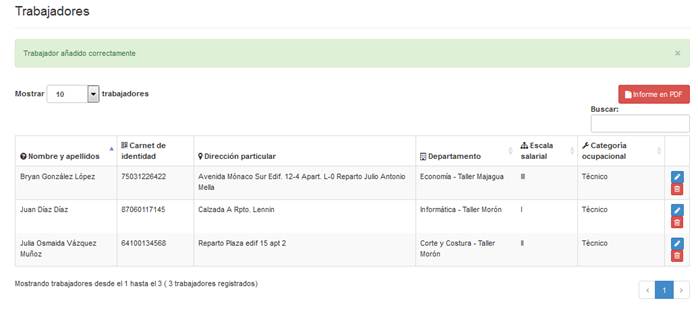 Trabajadores
Trabajador añadido correctamente ×
Mostrar 10 trabajadores
Informe en PDF
Buscar:
Nombre y apellidos Carnet de identidad Dirección particular Departamento Escala salarial Categoría ocupacional
Bryan González López 75031226422 Avenida Mónaco Sur Edif. 12-4 Apart. L-0 Reparto Julio Antonio Mella Economía - Taller Majagua III Técnico
Juan Díaz Díaz 87060117145 Calzada A Rpto. Lennin Informática - Taller Morón I Técnico
Julia Osmaida Vázquez Muñoz 64100134568 Reparto Plaza edif 15 apt 2 Corte y Costura - Taller Morón II Técnico
Mostrando trabajadores desde el 1 hasta el 3 ( 3 trabajadores registrados)
‹ 1 ›